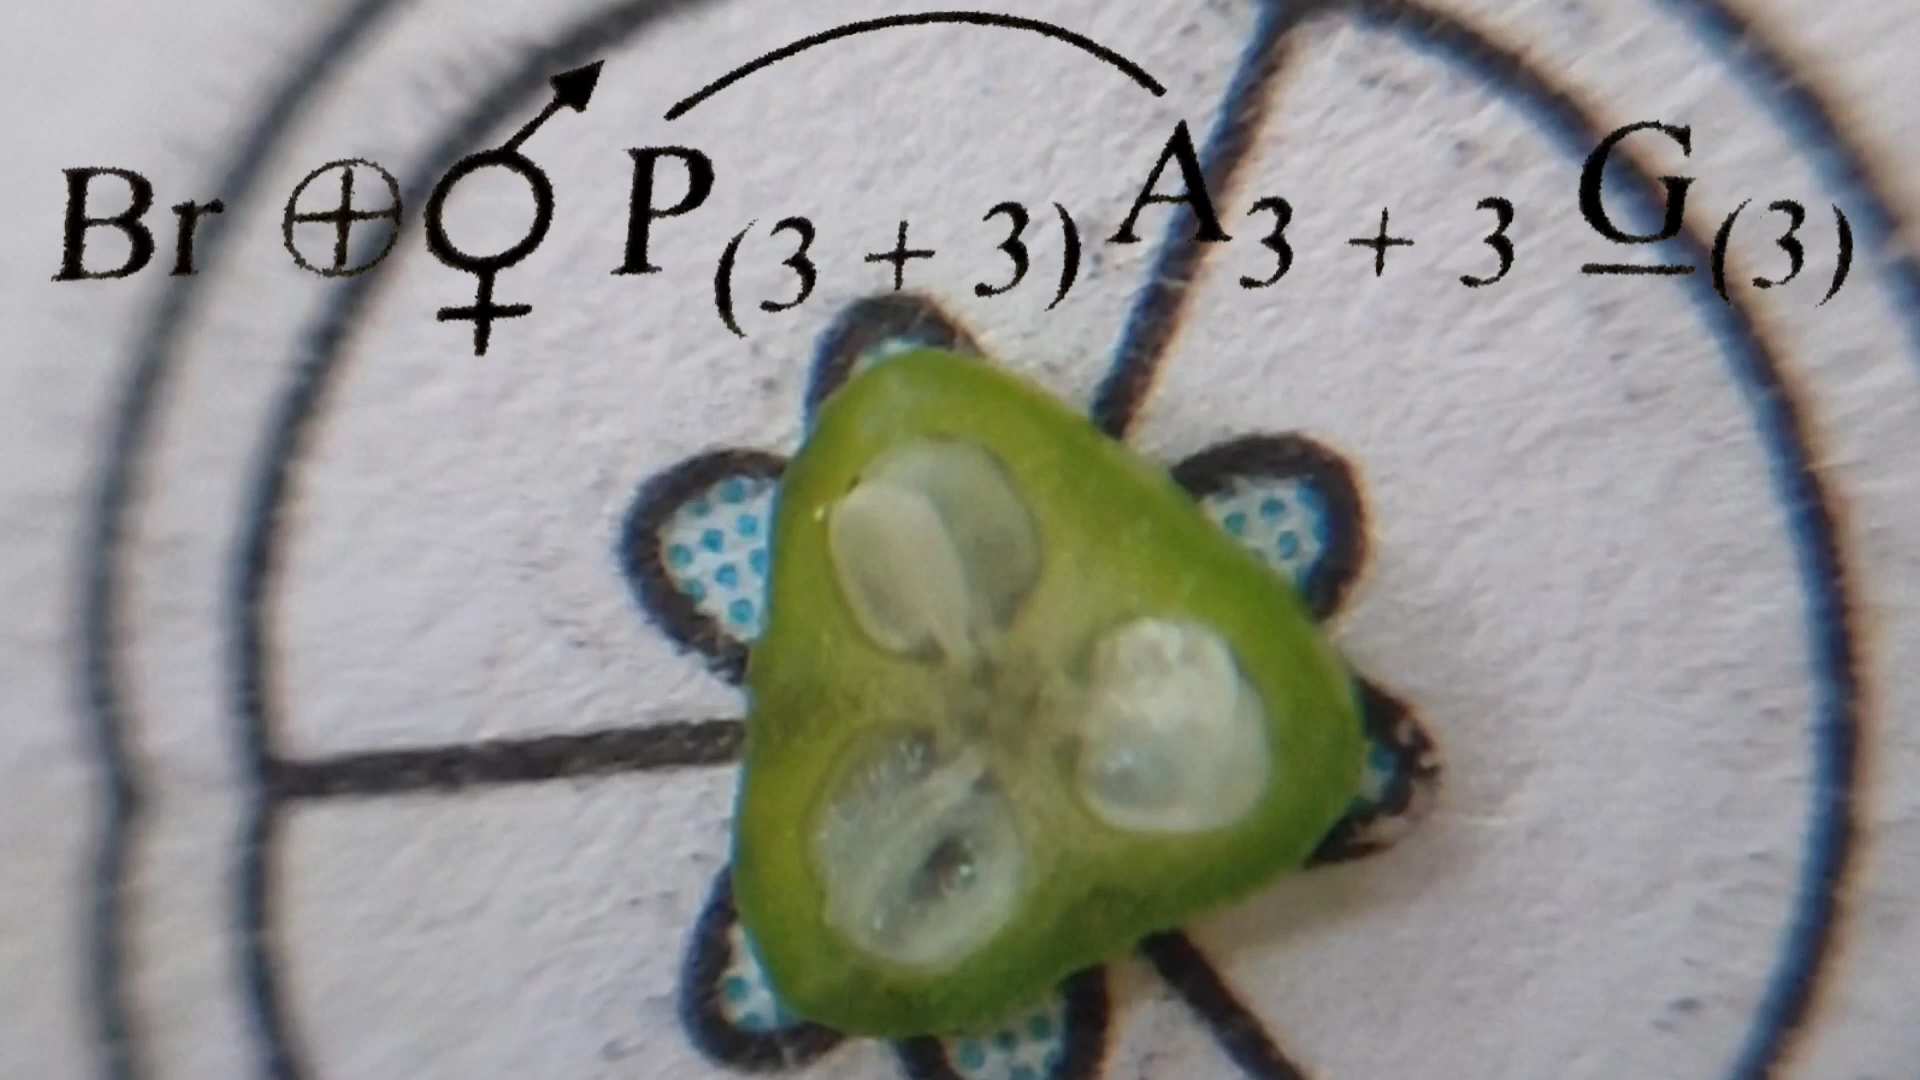 Br ⊕ ⚥ P(3 + 3) A3 + 3 G(3)